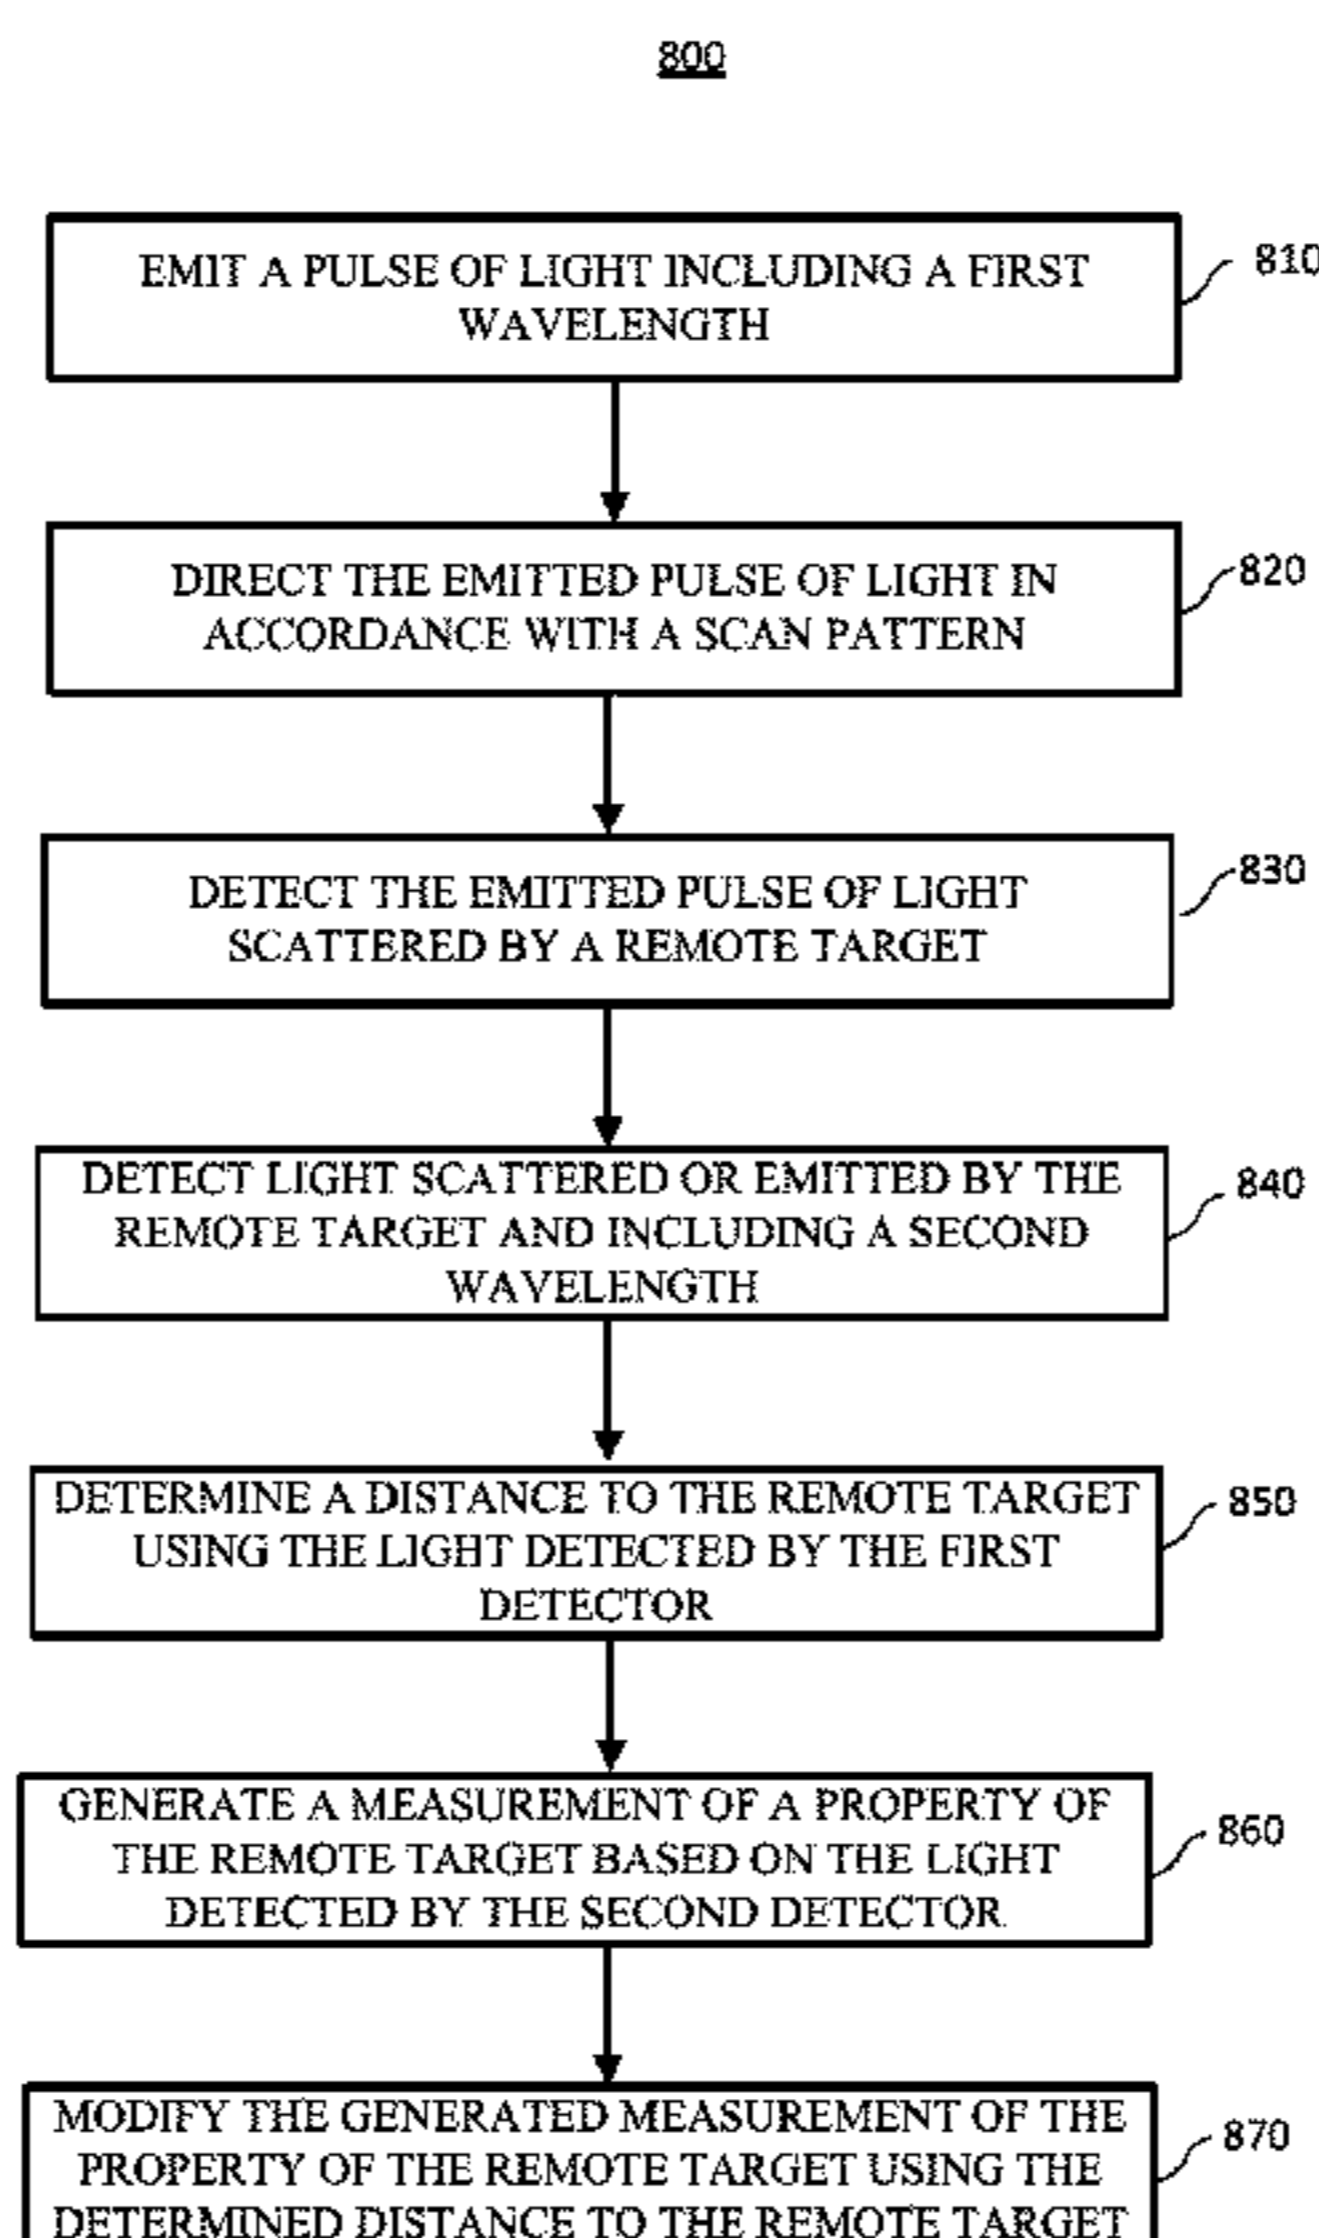 800
EMIT A PULSE OF LIGHT INCLUDING A FIRST
WAVELENGTH
810
DIRECT THE EMITTED PULSE OF LIGHT IN
ACCORDANCE WITH A SCAN PATTERN
820
DETECT THE EMITTED PULSE OF LIGHT
SCATTERED BY A REMOTE TARGET
830
DETECT LIGHT SCATTERED OR EMITTED BY THE
REMOTE TARGET AND INCLUDING A SECOND
WAVELENGTH
840
DETERMINE A DISTANCE TO THE REMOTE TARGET
USING THE LIGHT DETECTED BY THE FIRST
DETECTOR
850
GENERATE A MEASUREMENT OF A PROPERTY OF
THE REMOTE TARGET BASED ON THE LIGHT
DETECTED BY THE SECOND DETECTOR
860
MODIFY THE GENERATED MEASUREMENT OF THE
PROPERTY OF THE REMOTE TARGET USING THE
DETERMINED DISTANCE TO THE REMOTE TARGET
870